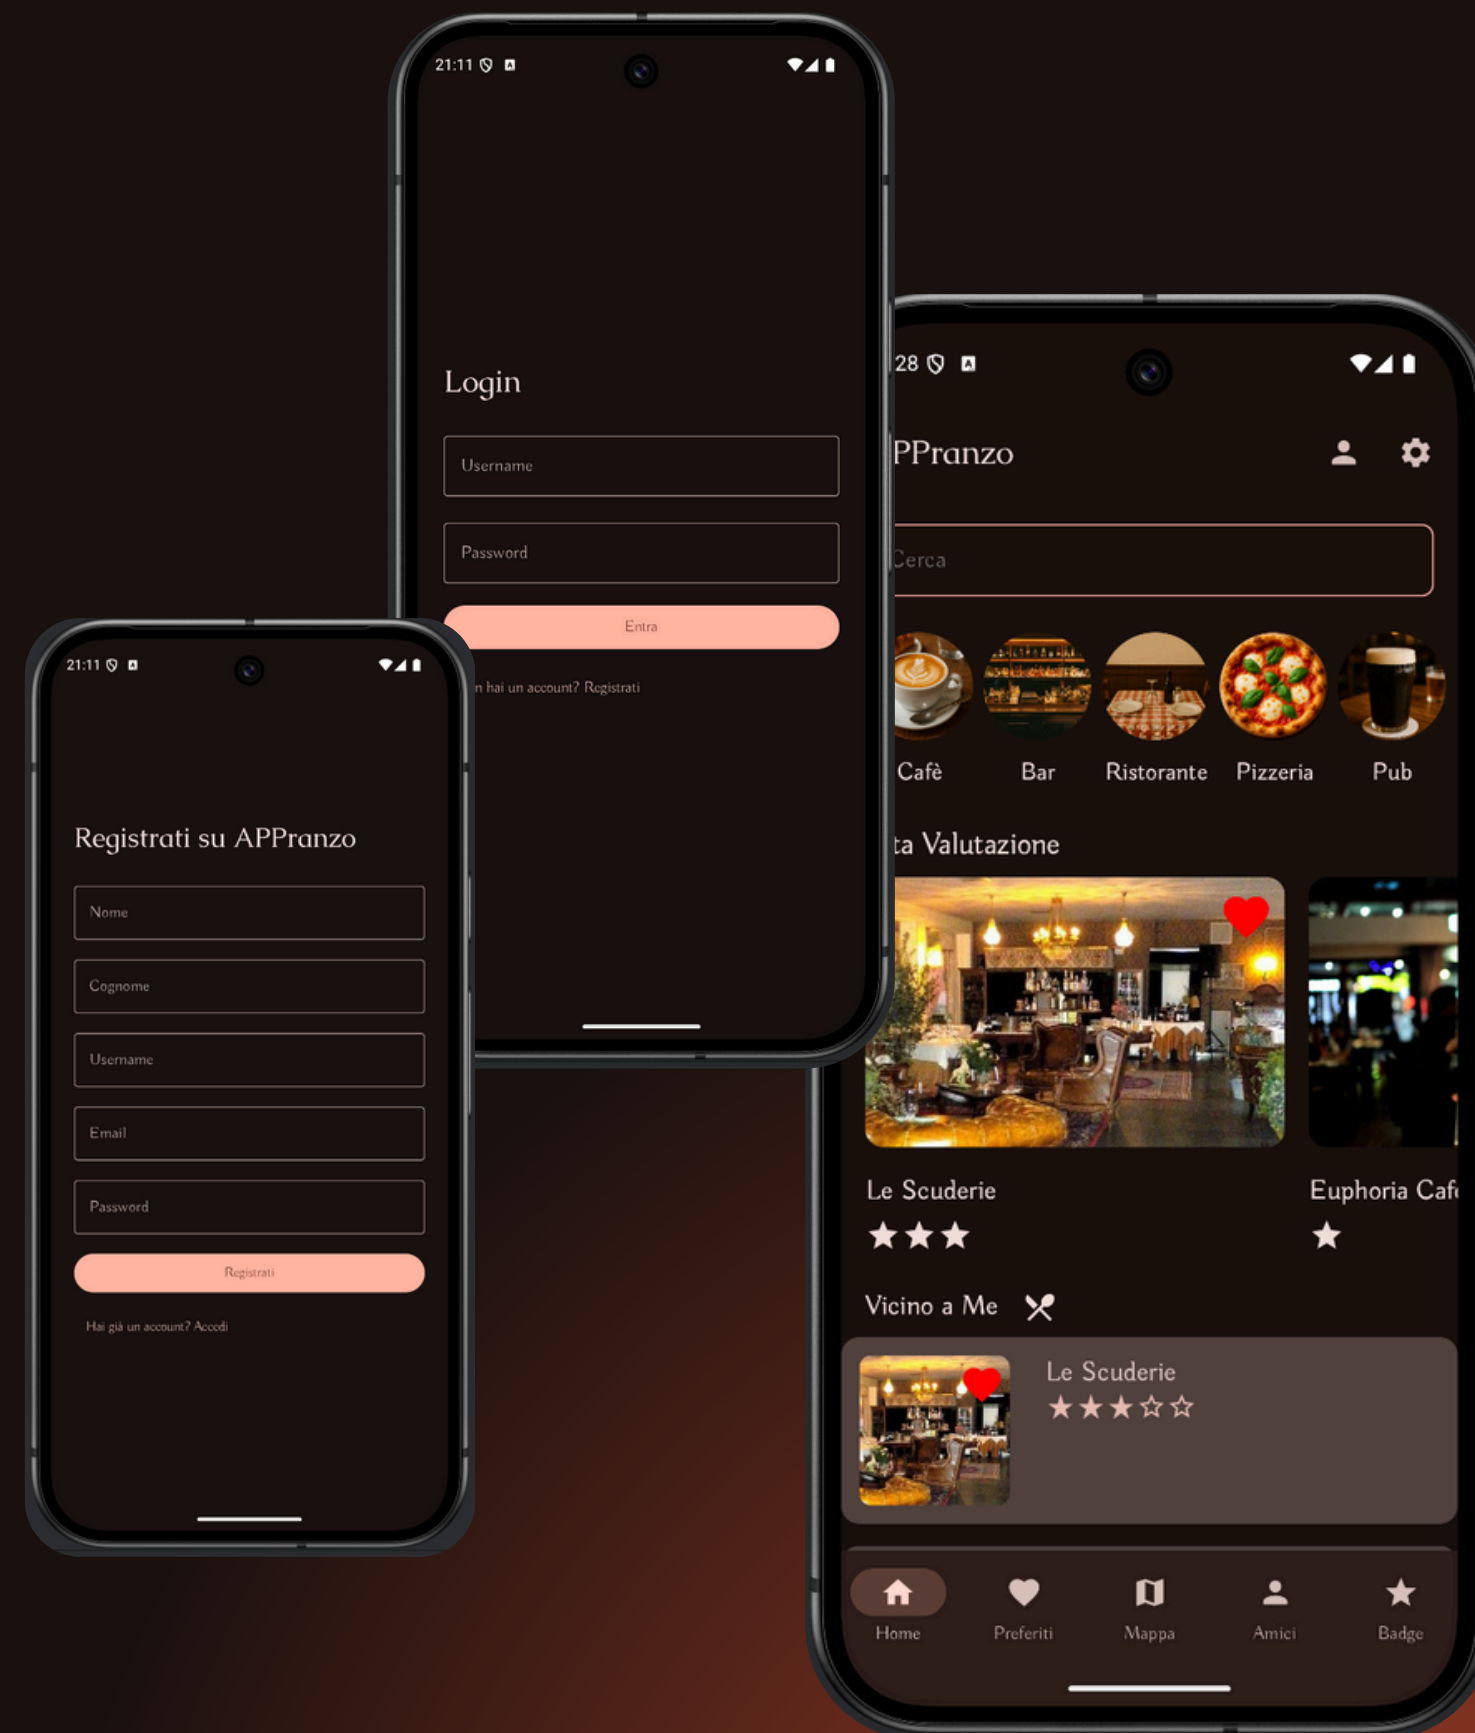 21:11
Login
Username
Password
Entra
n hai un account? Registrati
21:11
Registrati su APPranzo
Nome
Cognome
Username
Email
Password
Registrati
Hai già un account? Accedi
28
PPranzo
Cerca
Cafè Bar Ristorante Pizzeria Pub
ta Valutazione
Le Scuderie Euphoria Cafe
Vicino a Me
Le Scuderie
Home Preferiti Mappa Amici Badge